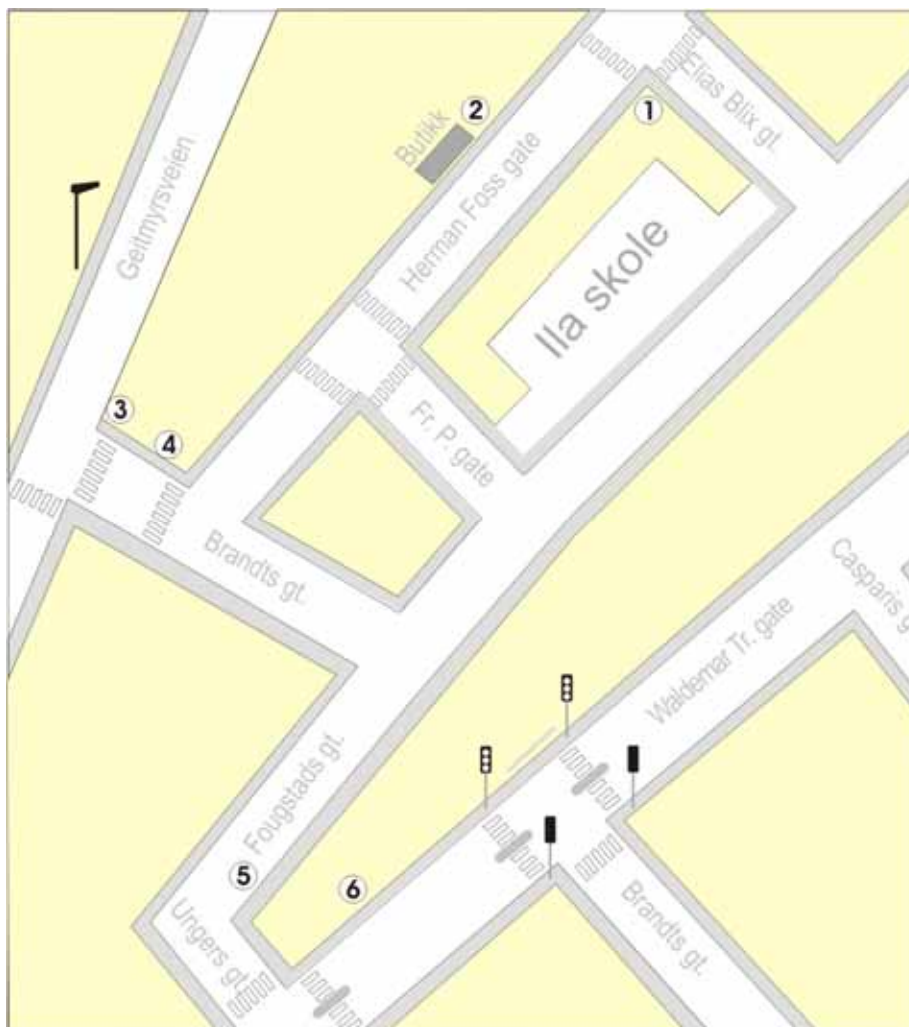 1
Elias Blix gt.
2
Butikk
Herman Foss gate
Geitmyrsveien
Ila skole
3
4
Fr. P. gate
Brandts gt.
Casparis g
Waldemar Tr. gate
Fougstads gt.
5
6
Ungers gt.
Brandts gt.